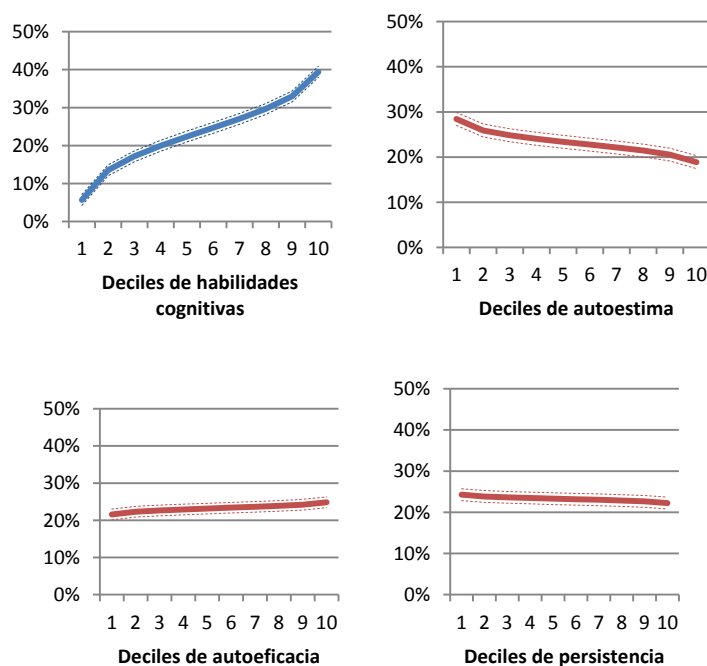 50%
40%
30%
20%
10%
0%
1 2 3 4 5 6 7 8 9 10
Deciles de habilidades
cognitivas
50%
40%
30%
20%
10%
0%
1 2 3 4 5 6 7 8 9 10
Deciles de autoestima
50%
40%
30%
20%
10%
0%
1 2 3 4 5 6 7 8 9 10
Deciles de autoeficacia
50%
40%
30%
20%
10%
0%
1 2 3 4 5 6 7 8 9 10
Deciles de persistencia